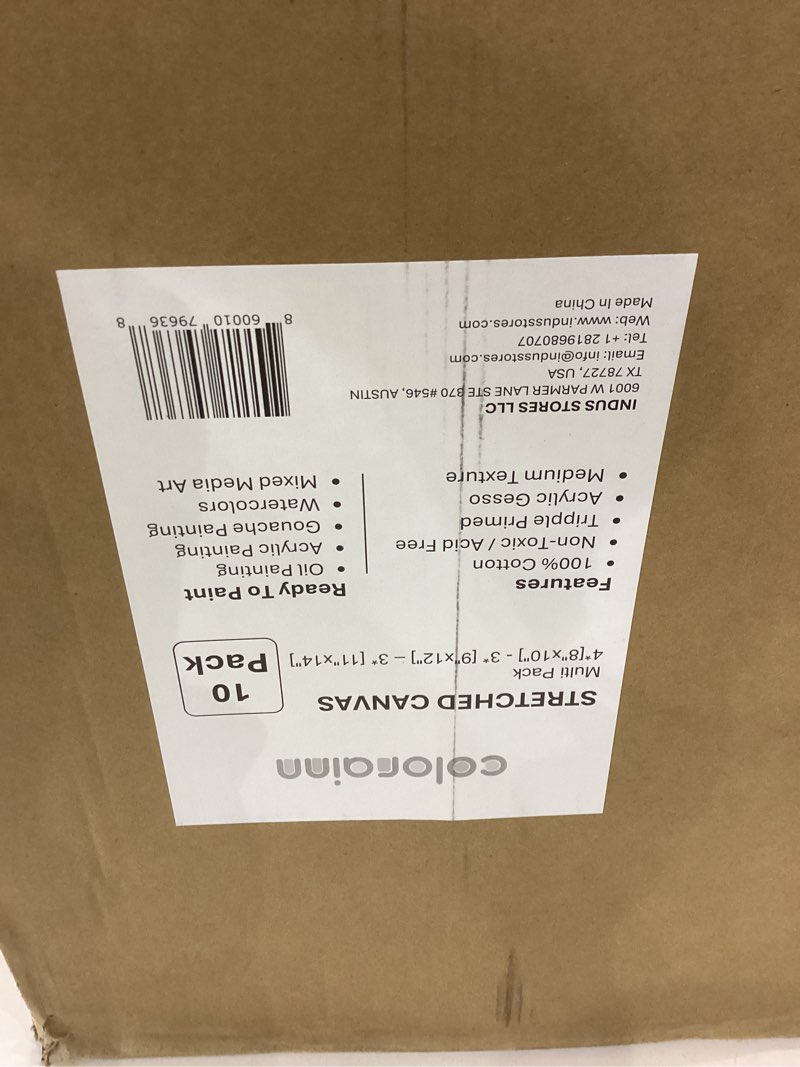 colorainn
STRETCHED CANVAS
Multi Pack
4*[8"x10"] - 3* [9"x12"] – 3* [11"x14"]
10
Pack
Features
• 100% Cotton
• Non-Toxic / Acid Free
• Tripple Primed
• Acrylic Gesso
• Medium Texture
Ready To Paint
• Oil Painting
• Acrylic Painting
• Gouache Painting
• Watercolors
• Mixed Media Art
INDUS STORES LLC
6001 W PARMER LANE STE 370 #546, AUSTIN
TX 78727, USA
Email: info@indusstores.com
Tel: +1 2819680707
Web: www.indusstores.com
Made In China
8 60010 79636 8